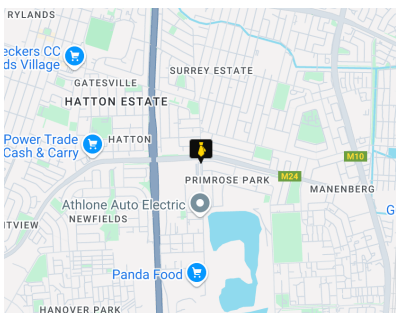 RYLANDS
eckers CC
ds Village
GATESVILLE
SURREY ESTATE
HATTON ESTATE
Power Trade
Cash & Carry
HATTON
M10
PRIMROSE PARK
M24
MANENBERG
Athlone Auto Electric
NEWFIELDS
G
NTVIEW
Panda Food
HANOVER PARK